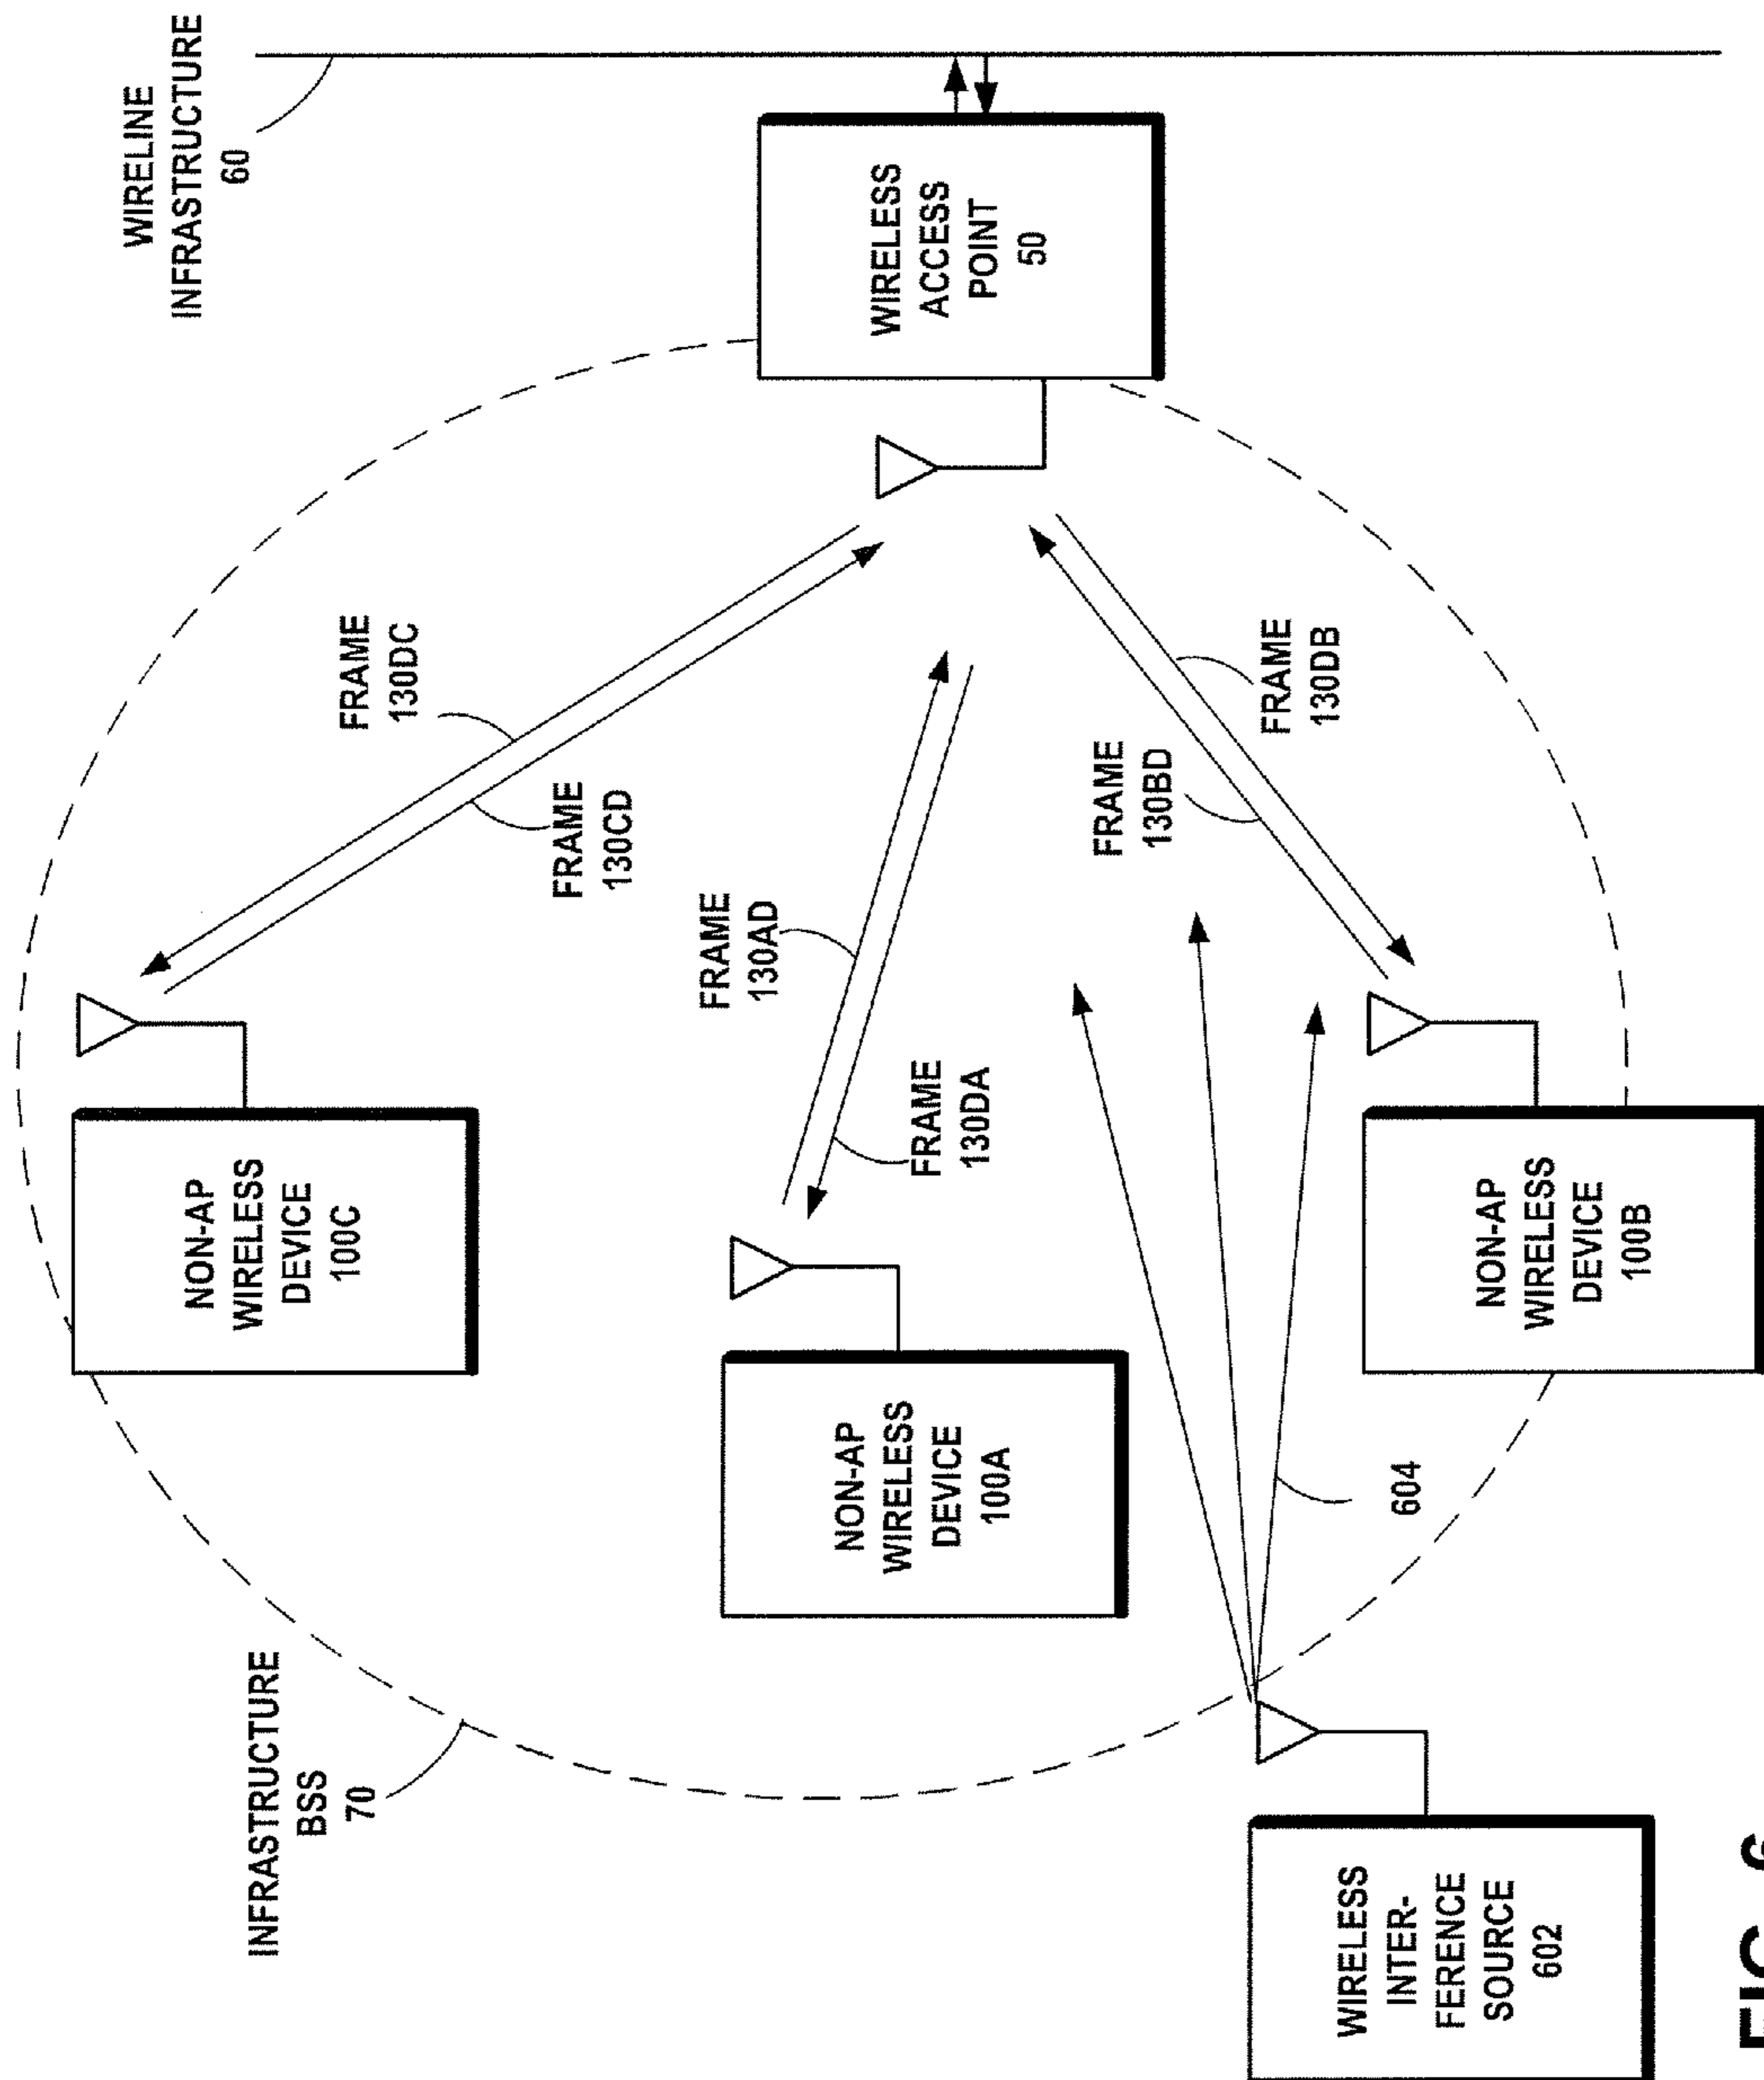 WIRELINE
INFRASTRUCTURE
60
INFRASTRUCTURE
BSS
70
NON-AP
WIRELESS
DEVICE
100C
FRAME
130DC
FRAME
130CD
FRAME
130AD
FRAME
130DA
NON-AP
WIRELESS
DEVICE
100A
WIRELESS
ACCESS
POINT
50
FRAME
130BD
FRAME
130DB
604
WIRELESS
INTER-
FERENCE
SOURCE
602
NON-AP
WIRELESS
DEVICE
100B
FIG. 6